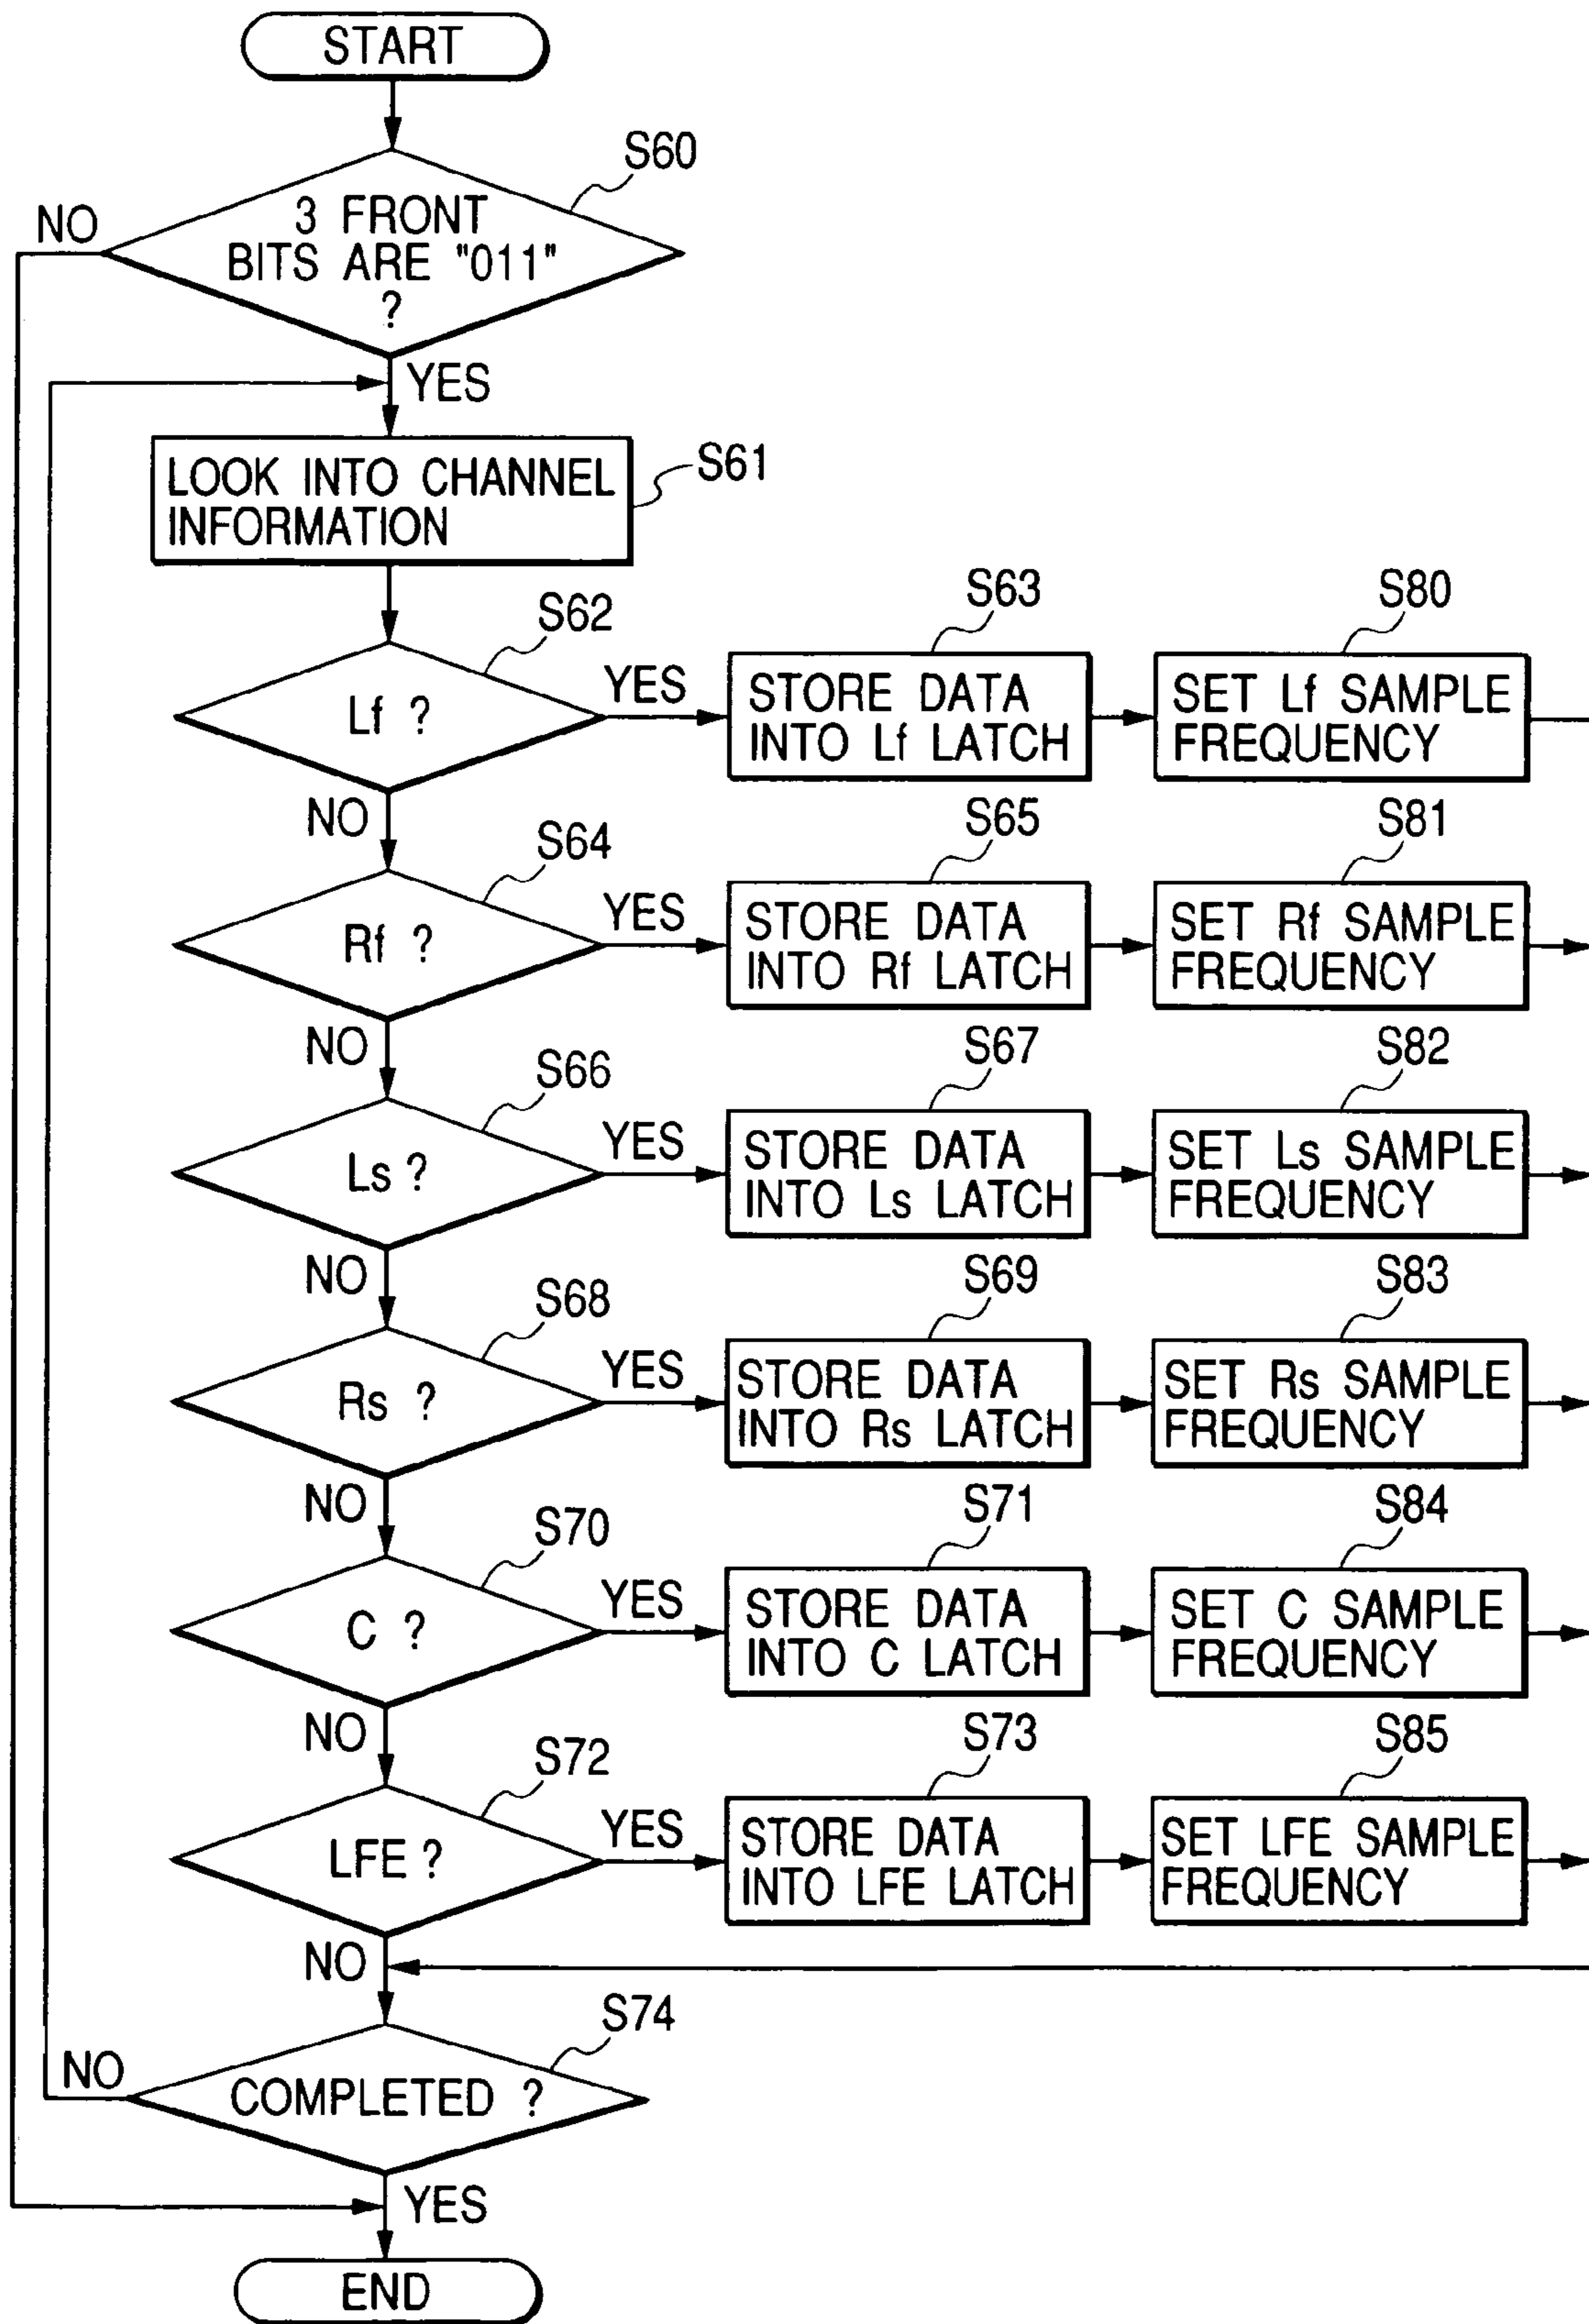 START
S60
NO
3 FRONT
BITS ARE "011"
?
YES
S61
LOOK INTO CHANNEL
INFORMATION
S62
S63
S80
Lf ?
YES
STORE DATA
INTO Lf LATCH
SET Lf SAMPLE
FREQUENCY
NO
S64
S65
S81
Rf ?
YES
STORE DATA
INTO Rf LATCH
SET Rf SAMPLE
FREQUENCY
NO
S66
S67
S82
Ls ?
YES
STORE DATA
INTO Ls LATCH
SET Ls SAMPLE
FREQUENCY
NO
S68
S69
S83
Rs ?
YES
STORE DATA
INTO Rs LATCH
SET Rs SAMPLE
FREQUENCY
NO
S70
S71
S84
C ?
YES
STORE DATA
INTO C LATCH
SET C SAMPLE
FREQUENCY
NO
S72
S73
S85
LFE ?
YES
STORE DATA
INTO LFE LATCH
SET LFE SAMPLE
FREQUENCY
NO
S74
NO
COMPLETED ?
YES
END